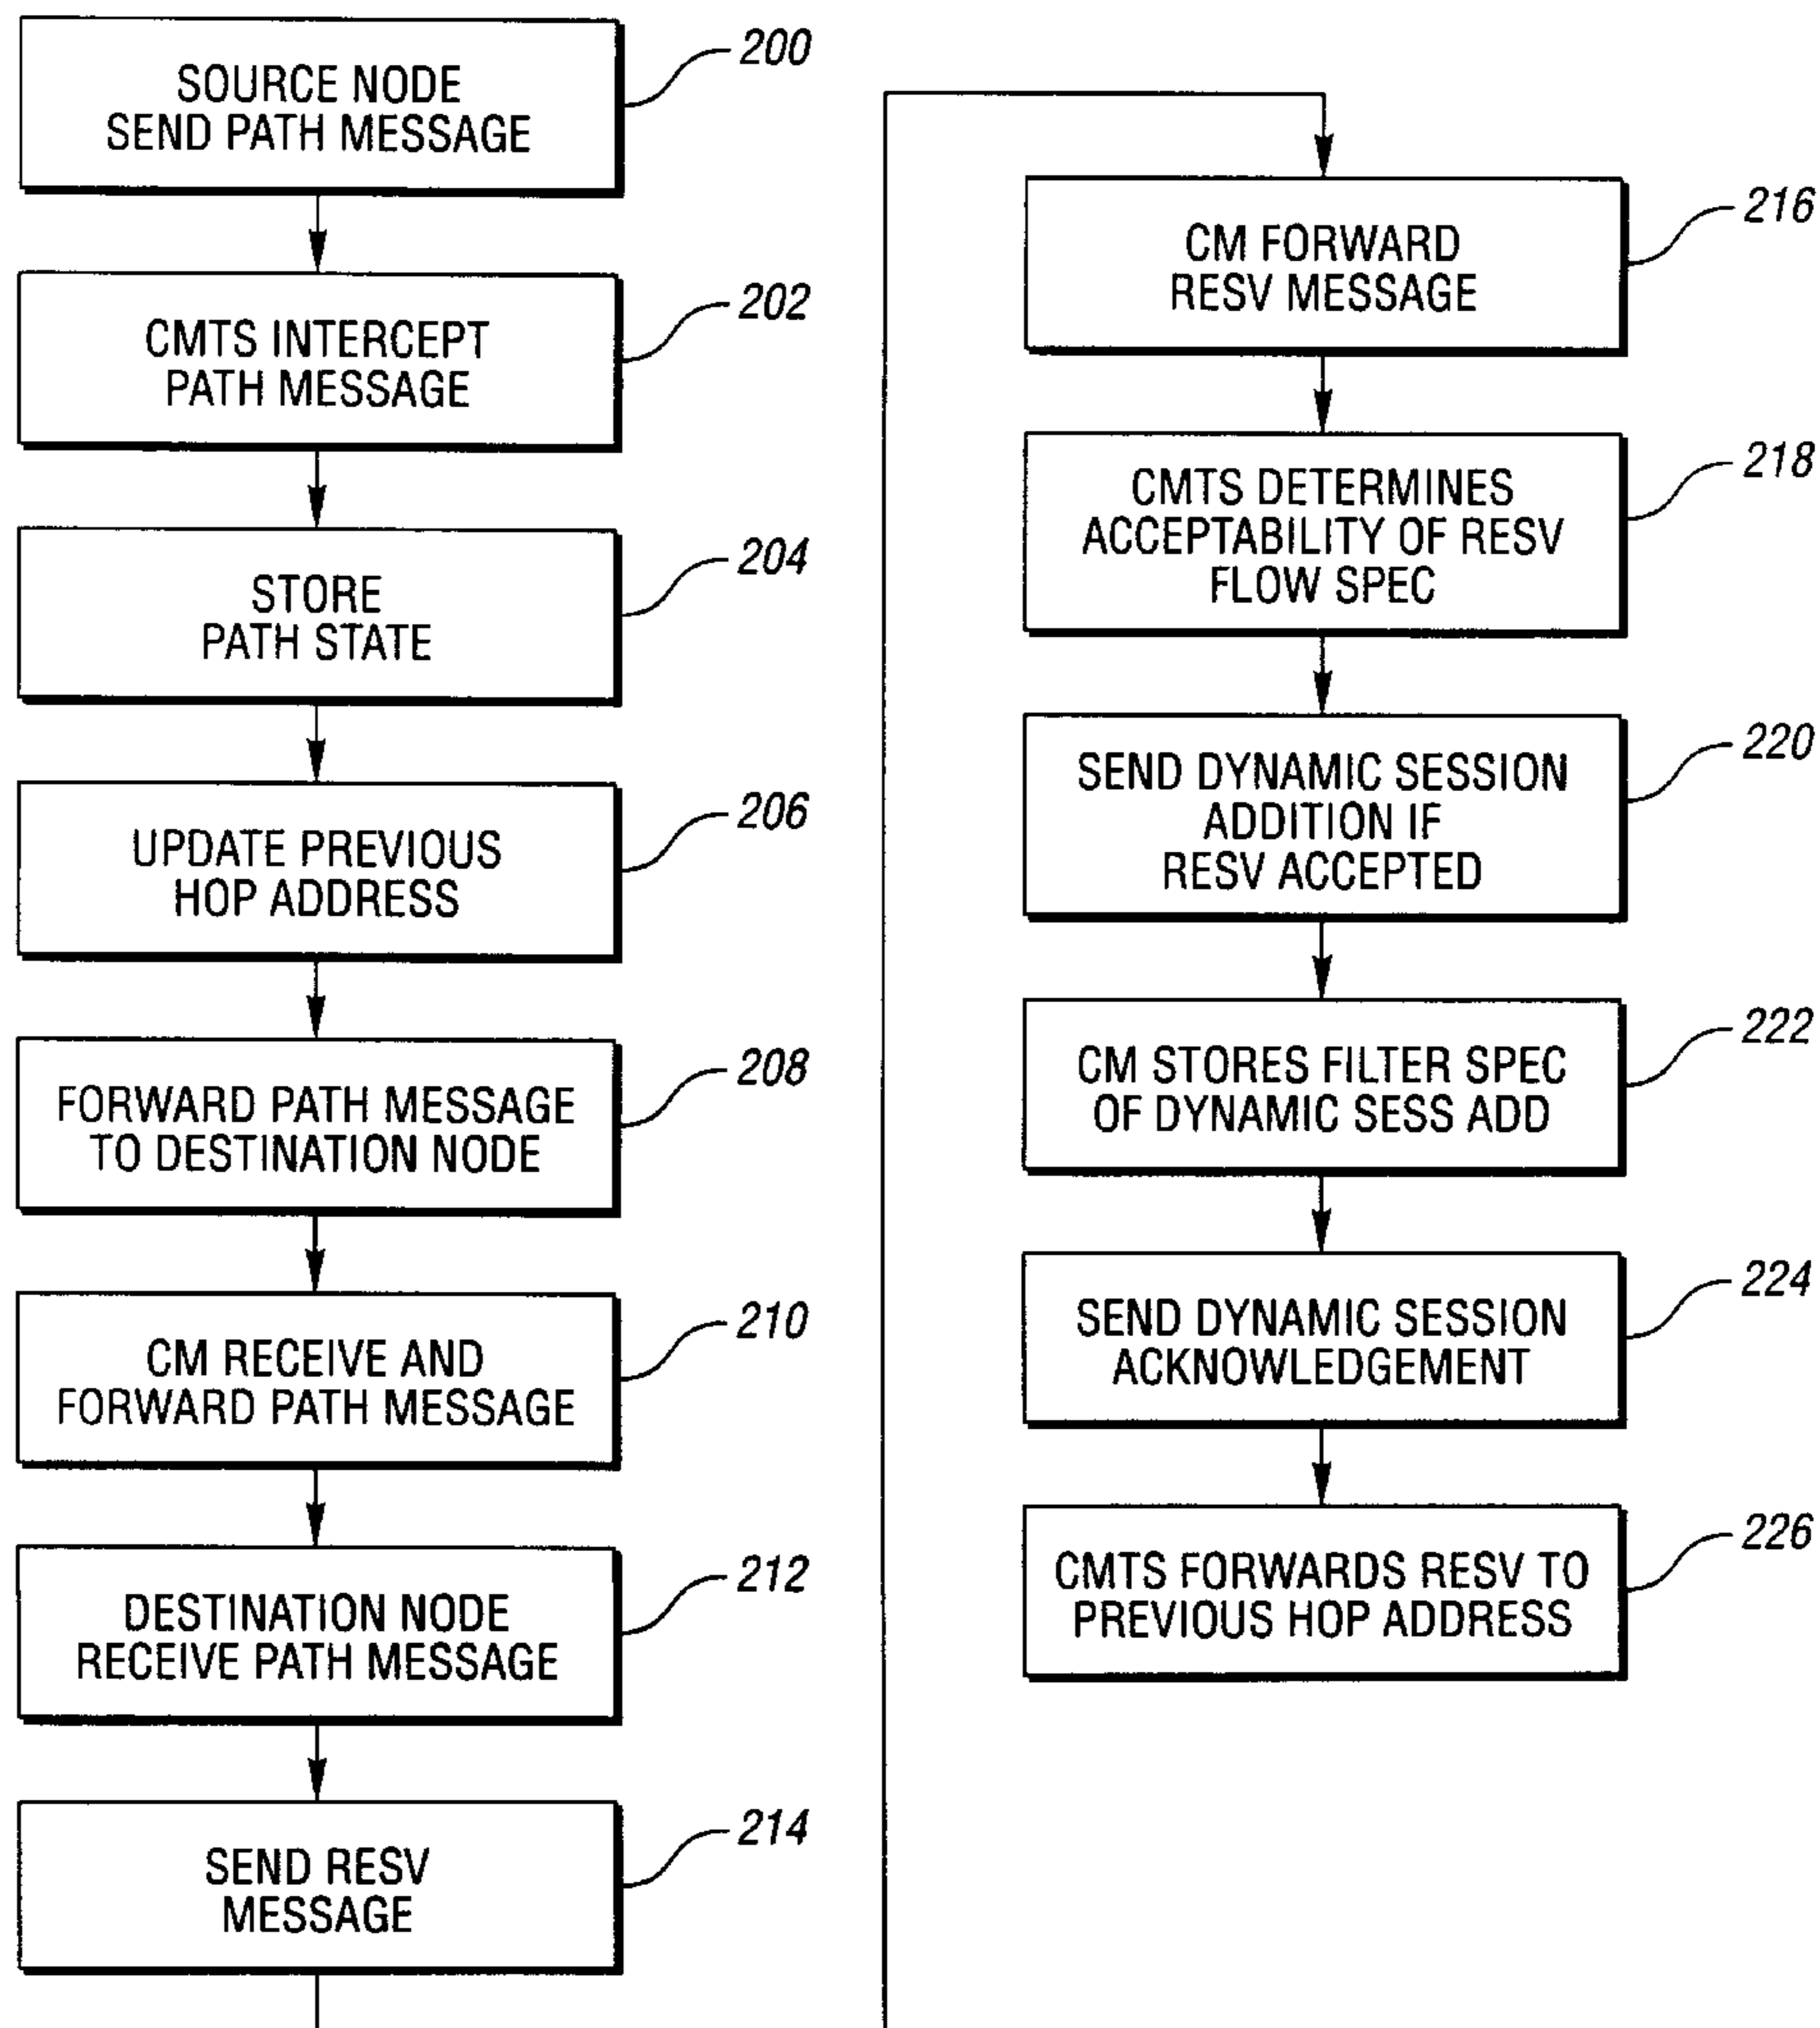 SOURCE NODE
SEND PATH MESSAGE
200
CMTS INTERCEPT
PATH MESSAGE
202
STORE
PATH STATE
204
UPDATE PREVIOUS
HOP ADDRESS
206
FORWARD PATH MESSAGE
TO DESTINATION NODE
208
CM RECEIVE AND
FORWARD PATH MESSAGE
210
DESTINATION NODE
RECEIVE PATH MESSAGE
212
SEND RESV
MESSAGE
214
CM FORWARD
RESV MESSAGE
216
CMTS DETERMINES
ACCEPTABILITY OF RESV
FLOW SPEC
218
SEND DYNAMIC SESSION
ADDITION IF
RESV ACCEPTED
220
CM STORES FILTER SPEC
OF DYNAMIC SESS ADD
222
SEND DYNAMIC SESSION
ACKNOWLEDGEMENT
224
CMTS FORWARDS RESV TO
PREVIOUS HOP ADDRESS
226